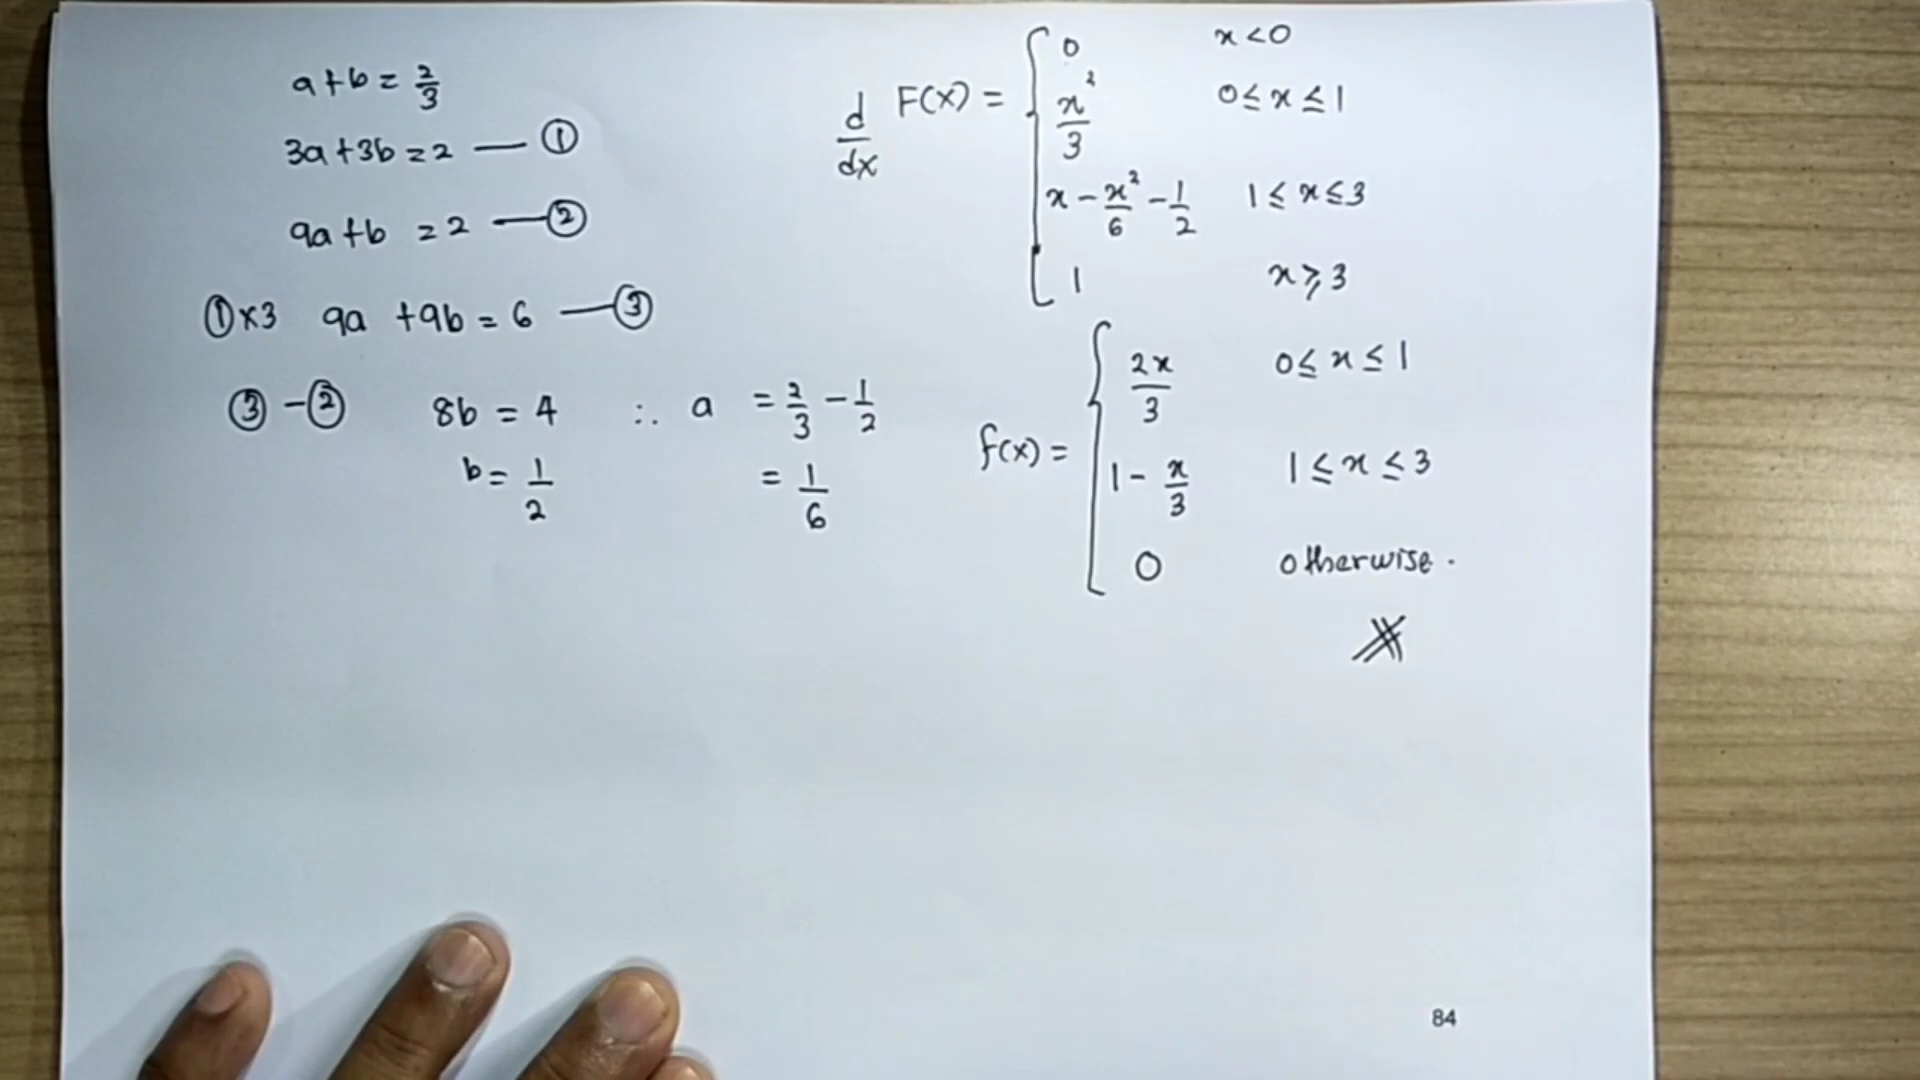 a + b = 2/3
3a + 3b = 2 — ①
9a + b = 2 — ②
① × 3 9a + 9b = 6 — ③
③ - ② 8b = 4 ∴ a = 2/3 - 1/2
b = 1/2 = 1/6
d/dx F(x) = { 0 x < 0
x²/3 0 ≤ x ≤ 1
x - x²/6 - 1/2 1 ≤ x ≤ 3
1 x ⩾ 3
f(x) = { 2x/3 0 ≤ x ≤ 1
1 - x/3 1 ≤ x ≤ 3
0 otherwise.
84